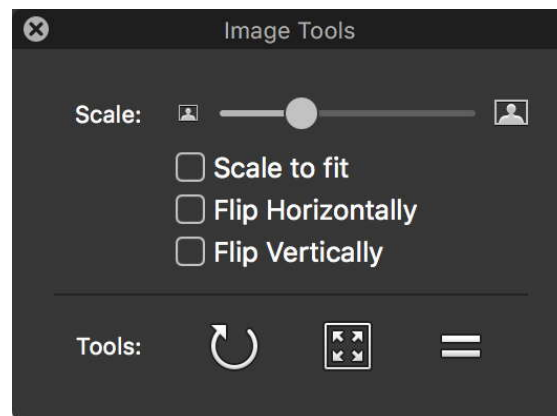 Image Tools
Scale:
Scale to fit
Flip Horizontally
Flip Vertically
Tools: